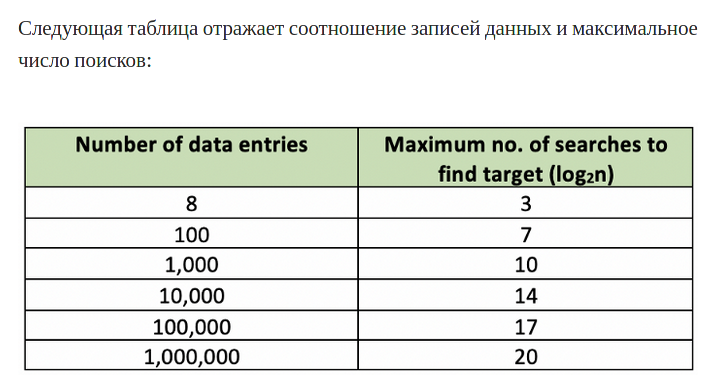 Следующая таблица отражает соотношение записей данных и максимальное
число поисков:
Number of data entries
Maximum no. of searches to
find target (log₂n)
8 3
100 7
1,000 10
10,000 14
100,000 17
1,000,000 20